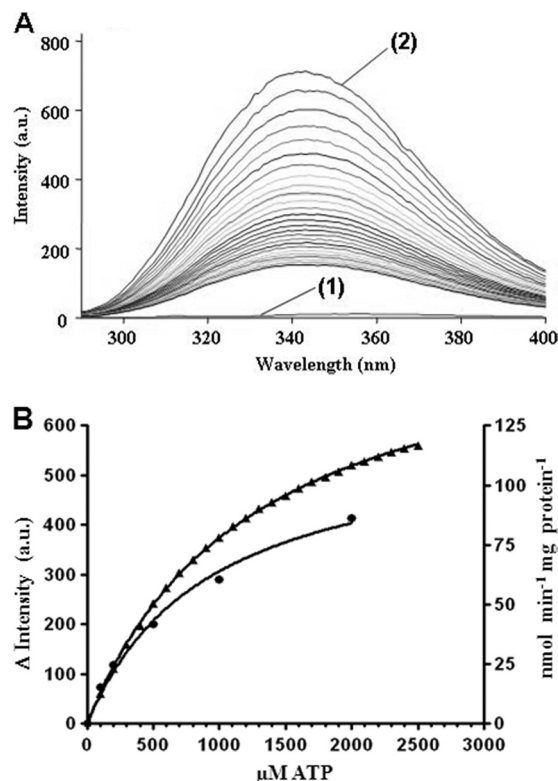 A
(2)
800
600
400
200
0
Intensity (a.u.)
(1)
300 320 340 360 380 400
Wavelength (nm)
B
600
500
400
300
200
100
0
Δ Intensity (a.u.)
125
100
75
50
25
0
nmol min⁻¹ mg protein⁻¹
0 500 1000 1500 2000 2500 3000
µM ATP